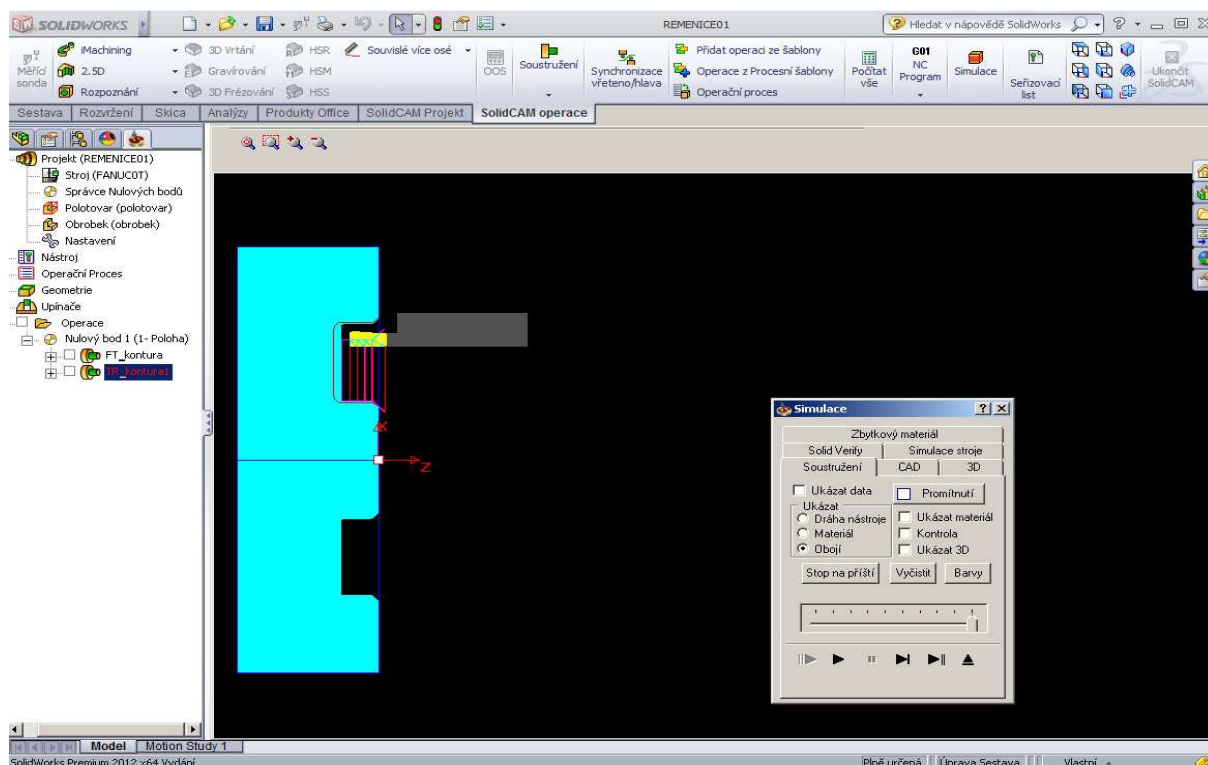 SOLIDWORKS
REMENICE01
Hledat v nápovědě SolidWorks
Měřící sonda
iMachining
2.5D
Rozpoznání
3D Vrtání
Gravírování
3D Frézování
HSR
HSM
HSS
Souvislé více osé
OOS
Soustružení
Synchronizace vřeteno/hlava
Přidat operaci ze šablony
Operace z Procesní šablony
Operační proces
Počítat vše
G01
NC Program
Simulace
Seřizovací list
Ukončit SolidCAM
Sestava
Rozvržení
Skica
Analýzy
Produkty Office
SolidCAM Projekt
SolidCAM operace
Projekt (REMENICE01)
Stroj (FANUC0T)
Správce Nulových bodů
Polotovar (polotovar)
Obrobek (obrobek)
Nastavení
Nástroj
Operační Proces
Geometrie
Upínače
Operace
Nulový bod 1 (1- Poloha)
FT_kontura
TR_kontura1
X
Z
Simulace
Zbytkový materiál
Solid Verify
Simulace stroje
Soustružení
CAD
3D
Ukázat data
Promítnutí
Ukázat
Dráha nástroje
Materiál
Obojí
Ukázat materiál
Kontrola
Ukázat 3D
Stop na příští
Vyčistit
Barvy
Model
Motion Study 1
SolidWorks Premium 2012 x64 Vydání
Plně určená
Úprava Sestava
Vlastní